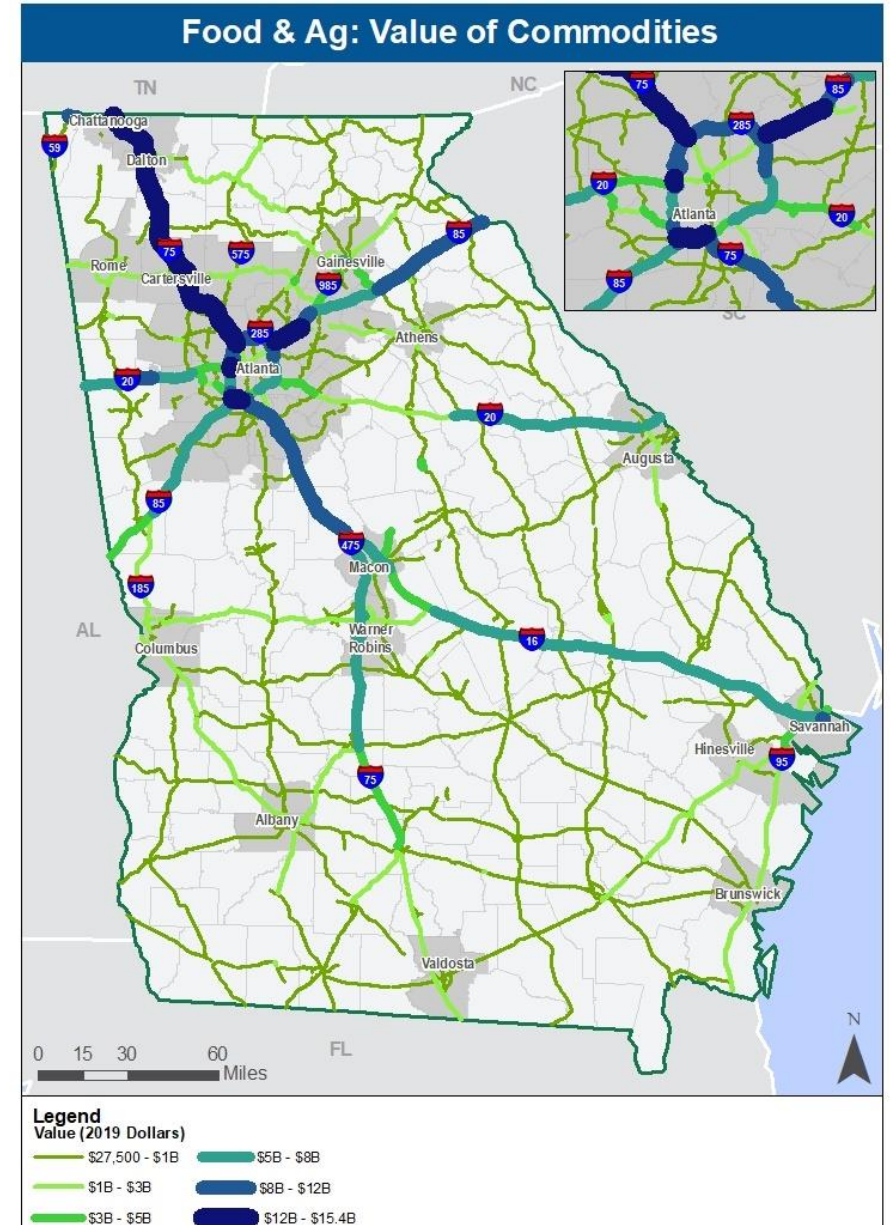 Food & Ag: Value of Commodities
TN
NC
75
85
285
20
Atlanta
20
75
85
SC
Chattanooga
59
Dalton
85
75
575
Gainesville
Rome
Cartersville
985
285
Athens
Atlanta
20
20
Augusta
85
475
Macon
185
AL
Columbus
Warner
Robins
16
Savannah
Hinesville
95
75
Albany
Brunswick
Valdosta
N
0 15 30 60
Miles
FL
Legend
Value (2019 Dollars)
$27,500 - $1B
$5B - $8B
$1B - $3B
$8B - $12B
$3B - $5B
$12B - $15.4B